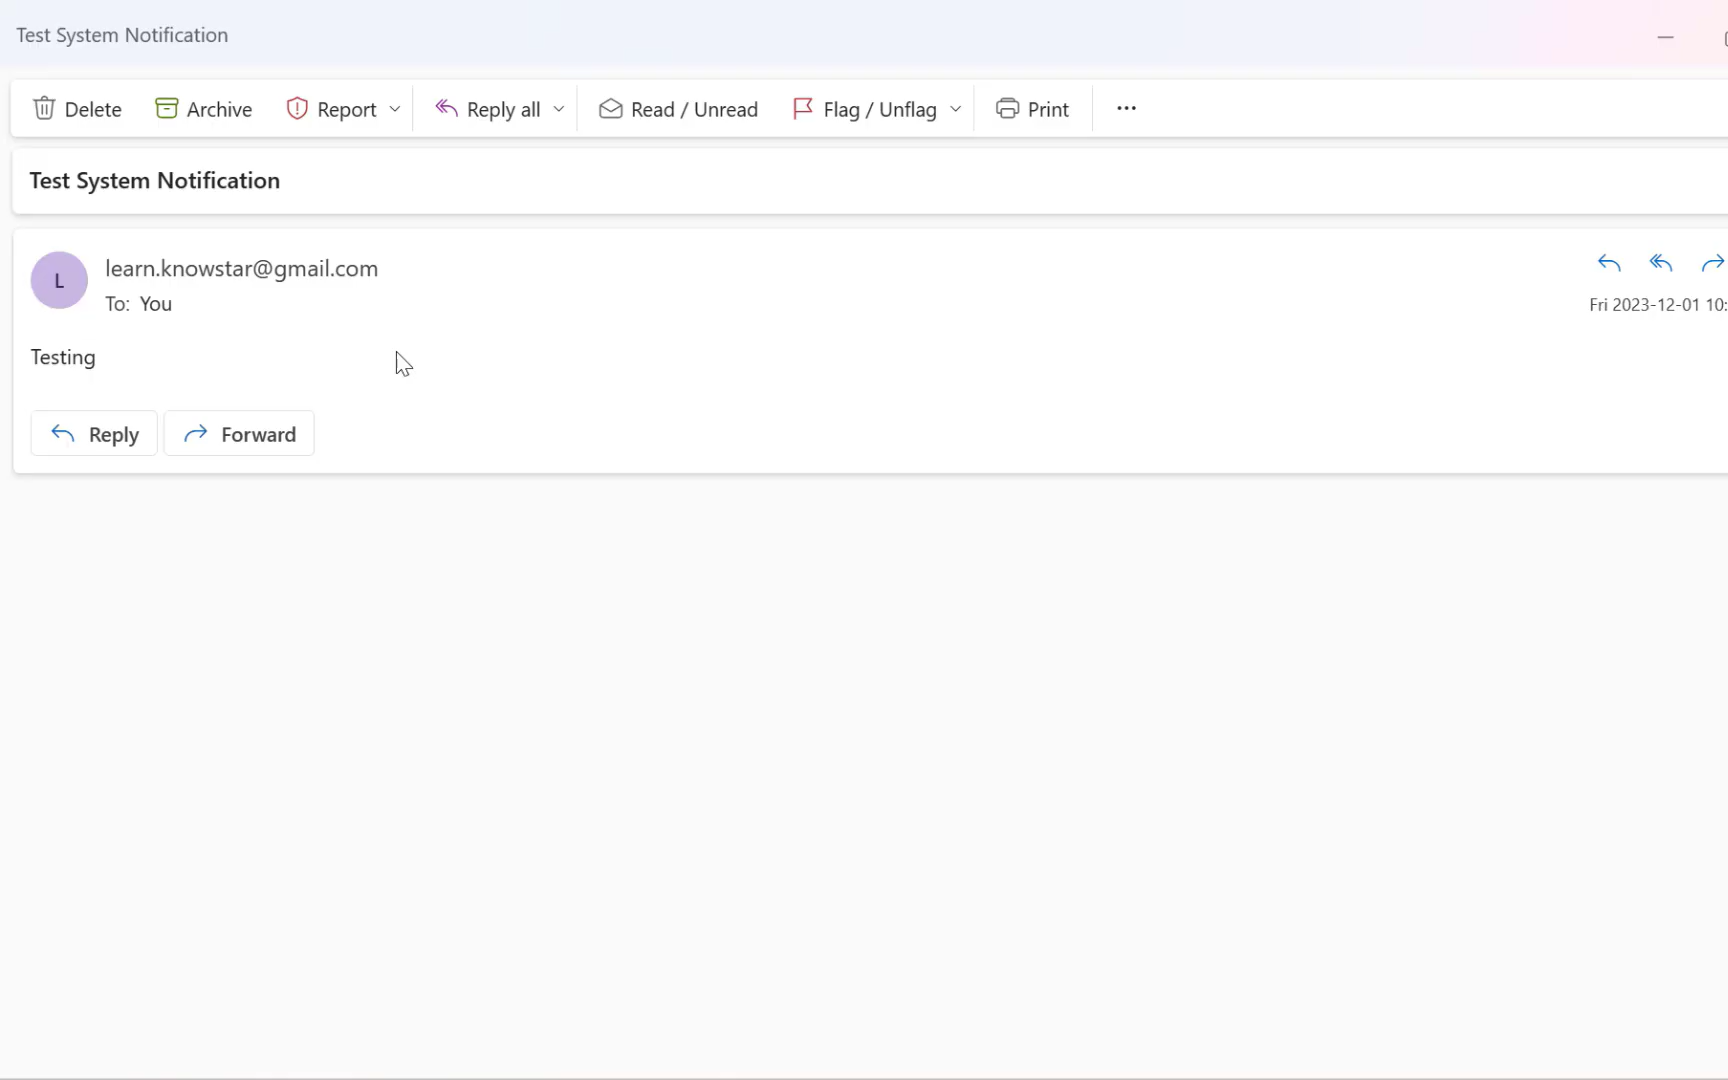 Test System Notification
Delete Archive Report Reply all Read / Unread Flag / Unflag Print
Test System Notification
L
learn.knowstar@gmail.com
To: You
Fri 2023-12-01 10:
Testing
Reply Forward